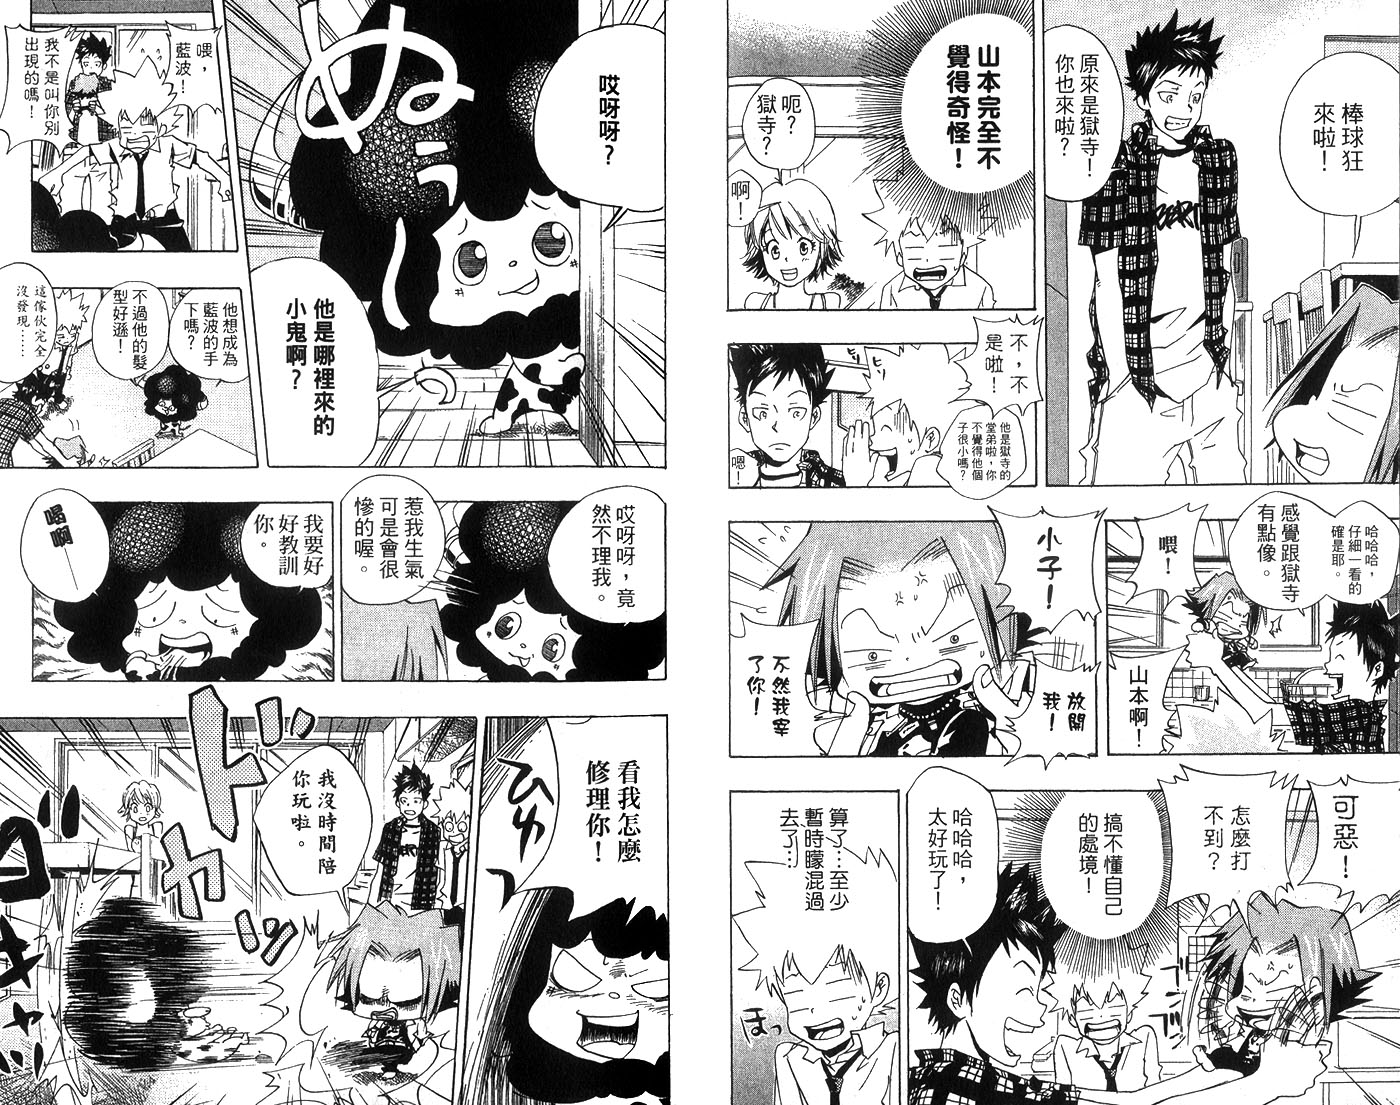 棒球狂
來啦！
原來是獄寺！
你也來啦？
山本完全不
覺得奇怪！
呃？
獄寺？
啊！
不，不
是啦！
他是獄寺的
堂弟啦，你
不覺得他個
子很小嗎？
嗯！
哈哈哈，
仔細一看的
確是耶。
感覺跟獄寺
有點像。
喂！
山本啊！
小子！
放開
我！
不然我宰
了你！
可惡！
怎麼打
不到？
搞不懂自己
的處境！
哈哈哈，
太好玩了！
算了…至少
暫時矇混過
去了…
ほっ
哎呀呀？
ぬぅ〜
他是哪裡來的
小鬼啊？
喂，
藍波！
我不是叫你別
出現的嗎！
他想成為
藍波的手
下嗎？
不過他的髮
型好遜！
這傢伙完全
沒發現……
哎呀呀，竟
然不理我。
惹我生氣
可是會很
慘的喔。
我要好
好教訓
你。
喝啊——
看我怎麼
修理你！
ひゅ
我沒時間陪
你玩啦。
ドカッ